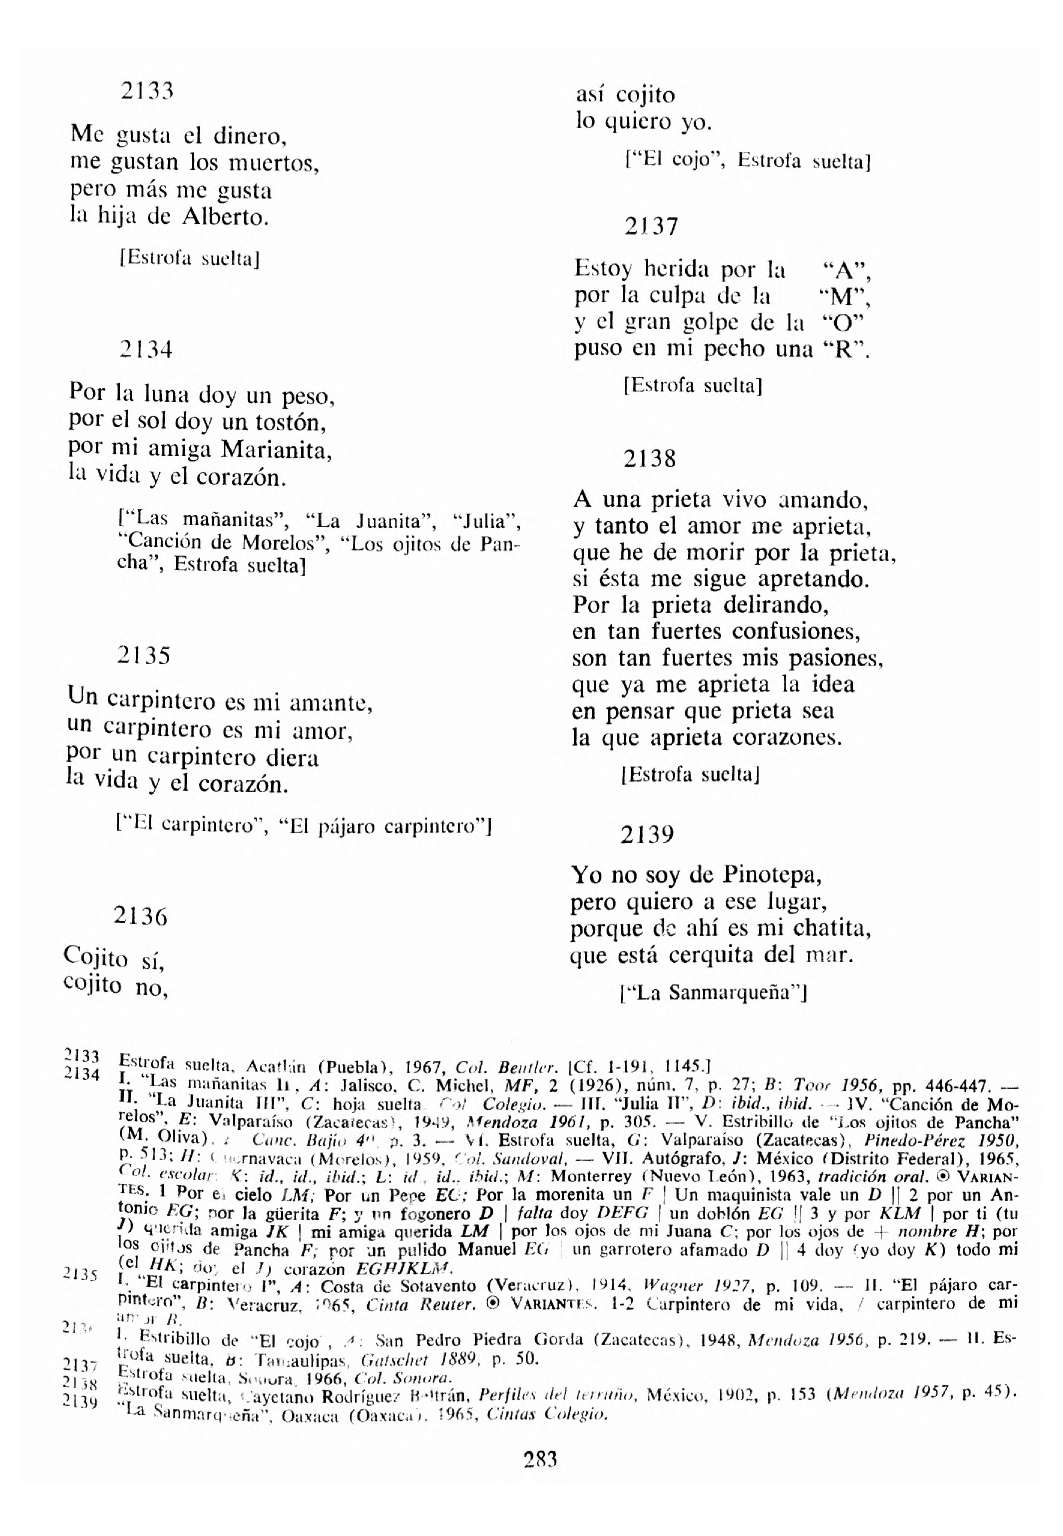 2133
Me gusta el dinero,
me gustan los muertos,
pero más me gusta
la hija de Alberto.
[Estrofa suelta]
2134
Por la luna doy un peso,
por el sol doy un tostón,
por mi amiga Marianita,
la vida y el corazón.
[“Las mañanitas”, “La Juanita”, “Julia”,
“Canción de Morelos”, “Los ojitos de Pan-
cha”, Estrofa suelta]
2135
Un carpintero es mi amante,
un carpintero es mi amor,
por un carpintero diera
la vida y el corazón.
[“El carpintero”, “El pájaro carpintero”]
2136
Cojito sí,
cojito no,
así cojito
lo quiero yo.
[“El cojo”, Estrofa suelta]
2137
Estoy herida por la “A”,
por la culpa de la “M”,
y el gran golpe de la “O”
puso en mi pecho una “R”.
[Estrofa suelta]
2138
A una prieta vivo amando,
y tanto el amor me aprieta,
que he de morir por la prieta,
si ésta me sigue apretando.
Por la prieta delirando,
en tan fuertes confusiones,
son tan fuertes mis pasiones,
que ya me aprieta la idea
en pensar que prieta sea
la que aprieta corazones.
[Estrofa suelta]
2139
Yo no soy de Pinotepa,
pero quiero a ese lugar,
porque de ahí es mi chatita,
que está cerquita del mar.
[“La Sanmarqueña”]
2133 Estrofa suelta, Acatlán (Puebla), 1967, Col. Beutler. [Cf. 1-191, 1145.]
2134 I. “Las mañanitas II, A: Jalisco, C. Michel, MF, 2 (1926), núm. 7, p. 27; B: Toor 1956, pp. 446-447. —
II. “La Juanita III”, C: hoja suelta Col Colegio. — III. “Julia II”, D: ibid., ibid. — IV. “Canción de Mo-
relos”, E: Valparaíso (Zacatecas), 1949, Mendoza 1961, p. 305. — V. Estribillo de “Los ojitos de Pancha”
(M. Oliva), Canc. Bajío 4º p. 3. — VI. Estrofa suelta, G: Valparaíso (Zacatecas), Pinedo-Pérez 1950,
p. 513; H: Cuernavaca (Morelos), 1959, Col. Sandoval, — VII. Autógrafo, J: México (Distrito Federal), 1965,
Col. escolar K: id., id., ibid.; L: id., id., ibid.; M: Monterrey (Nuevo León), 1963, tradición oral. ⊙ VARIAN-
TES. 1 Por el cielo LM; Por un Pepe EG; Por la morenita un F | Un maquinista vale un D || 2 por un An-
tonio EG; por la güerita F; y un fogonero D | falta doy DEFG | un doblón EG || 3 y por KLM | por ti (tu
J) querida amiga JK | mi amiga querida LM | por los ojos de mi Juana C; por los ojos de + nombre H; por
los ojitos de Pancha F; por un pulido Manuel EG | un garrotero afamado D || 4 doy (yo doy K) todo mi
(el HK; doy el J) corazón EGHJKLM.
2135 I. “El carpintero I”, A: Costa de Sotavento (Veracruz), 1914, Wagner 1927, p. 109. — II. “El pájaro car-
pintero”, B: Veracruz, 1965, Cinta Reuter. ⊙ VARIANTES. 1-2 Carpintero de mi vida, / carpintero de mi
amor B.
I. Estribillo de “El cojo, A: San Pedro Piedra Gorda (Zacatecas), 1948, Mendoza 1956, p. 219. — II. Es-
trofa suelta, B: Tamaulipas, Gatschet 1889, p. 50.
2137 Estrofa suelta, Sonora 1966, Col. Sonora.
2138 Estrofa suelta, Cayetano Rodríguez Beltrán, Perfiles del terruño, México, 1902, p. 153 (Mendoza 1957, p. 45).
2139 “La Sanmarqueña”, Oaxaca (Oaxaca), 1965, Cintas Colegio.
283